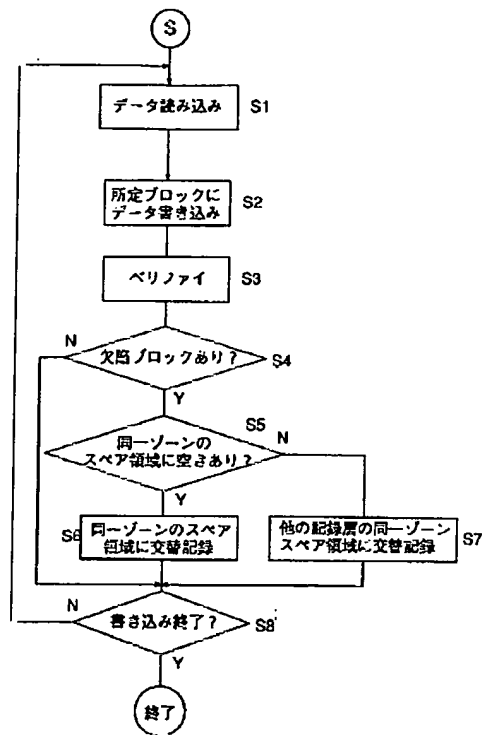 S
データ読み込み S1
所定ブロックに
データ書き込み S2
ベリファイ S3
N
欠陥ブロックあり? S4
Y
S5
同一ゾーンの
スペア領域に空きあり?
N
Y
S6 同一ゾーンのスペア
領域に交替記録
他の記録層の同一ゾーン
スペア領域に交替記録 S7
N
書き込み終了? S8
Y
終了